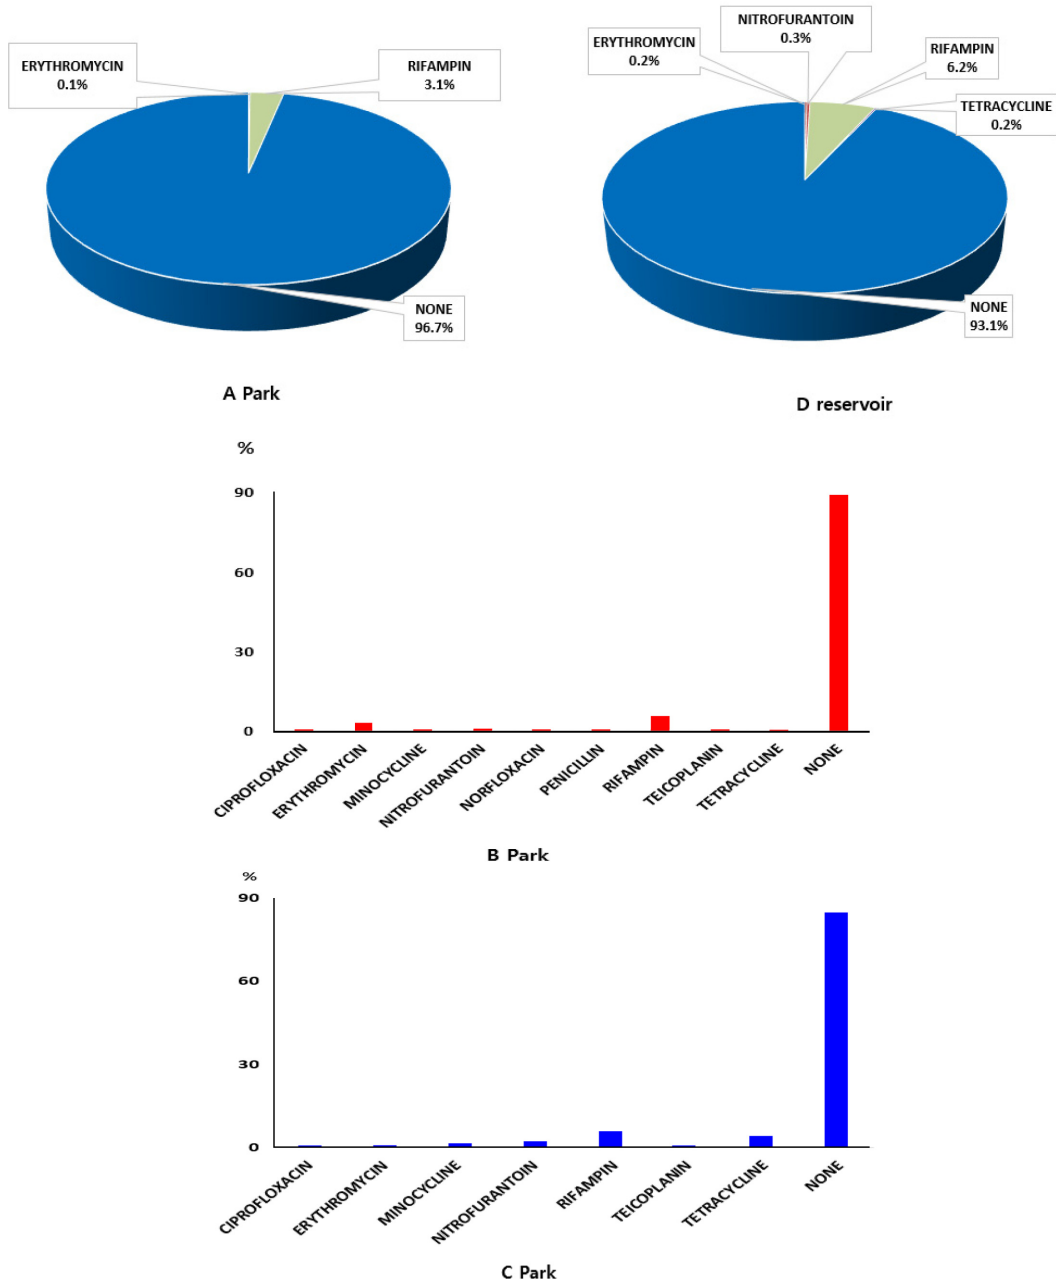 ERYTHROMYCIN
0.1%
RIFAMPIN
3.1%
NONE
96.7%
A Park
NITROFURANTOIN
0.3%
ERYTHROMYCIN
0.2%
RIFAMPIN
6.2%
TETRACYCLINE
0.2%
NONE
93.1%
D reservoir
%
90
60
30
0
CIPROFLOXACIN
ERYTHROMYCIN
MINOCYCLINE
NITROFURANTOIN
NORFLOXACIN
PENICILLIN
RIFAMPIN
TEICOPLANIN
TETRACYCLINE
NONE
B Park
%
90
60
30
0
CIPROFLOXACIN
ERYTHROMYCIN
MINOCYCLINE
NITROFURANTOIN
RIFAMPIN
TEICOPLANIN
TETRACYCLINE
NONE
C Park